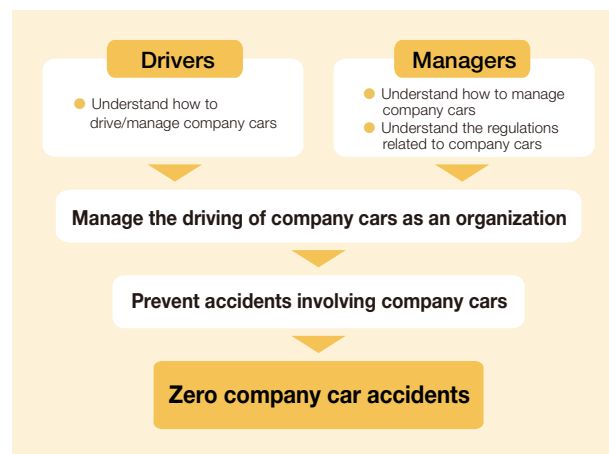 Drivers
Understand how to
drive/manage company cars
Managers
Understand how to manage
company cars
Understand the regulations
related to company cars
Manage the driving of company cars as an organization
Prevent accidents involving company cars
Zero company car accidents